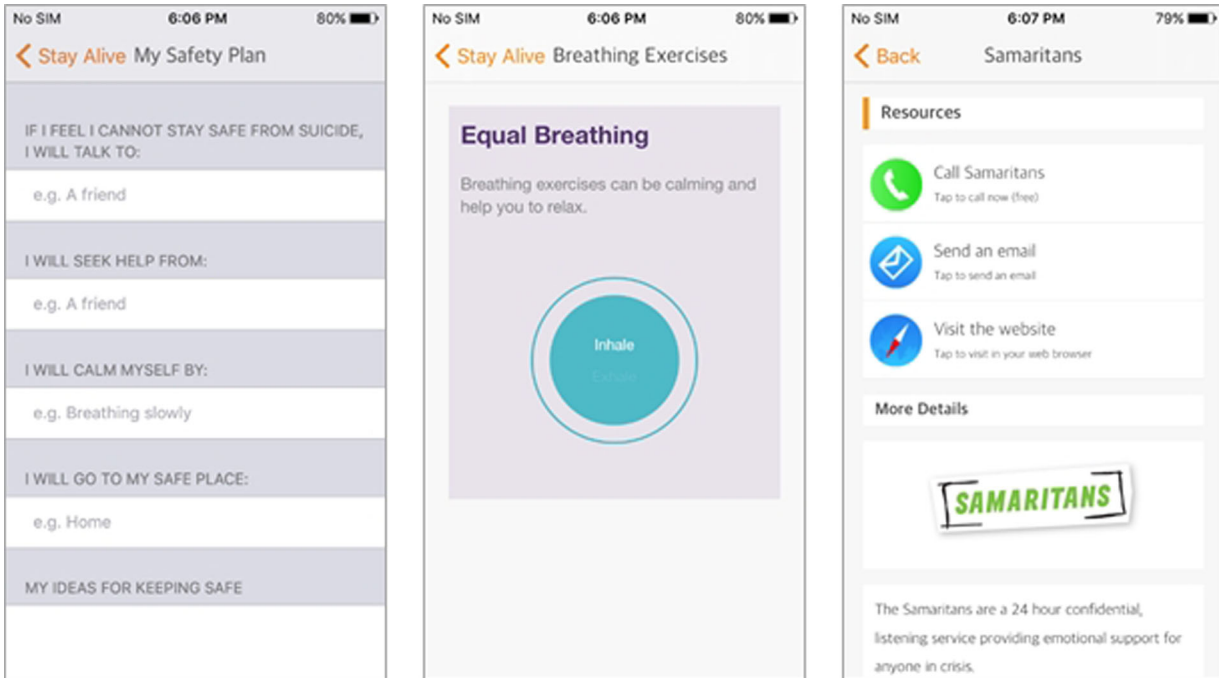 No SIM 6:06 PM 80%
Stay Alive My Safety Plan
IF I FEEL I CANNOT STAY SAFE FROM SUICIDE,
I WILL TALK TO:
e.g. A friend
I WILL SEEK HELP FROM:
e.g. A friend
I WILL CALM MYSELF BY:
e.g. Breathing slowly
I WILL GO TO MY SAFE PLACE:
e.g. Home
MY IDEAS FOR KEEPING SAFE
No SIM 6:06 PM 80%
Stay Alive Breathing Exercises
Equal Breathing
Breathing exercises can be calming and
help you to relax.
Inhale
Exhale
No SIM 6:07 PM 79%
Back Samaritans
Resources
Call Samaritans
Tap to call now (free)
Send an email
Tap to send an email
Visit the website
Tap to visit in your web browser
More Details
SAMARITANS
The Samaritans are a 24 hour confidential,
listening service providing emotional support for
anyone in crisis.